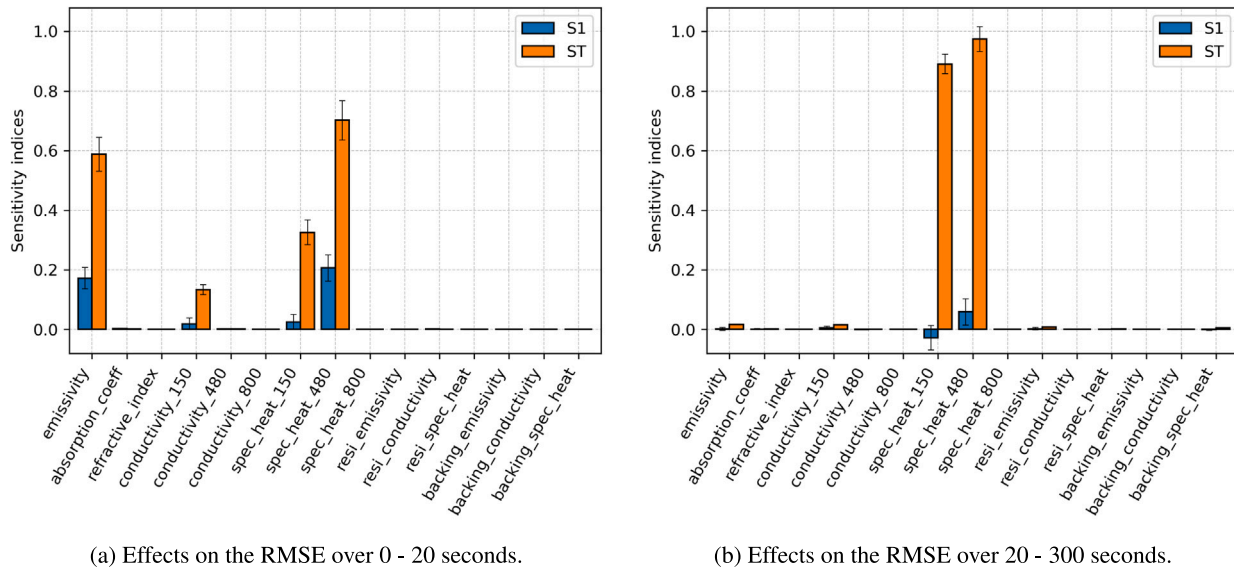 1.0
0.8
0.6
0.4
0.2
0.0
Sensitivity indices
S1
ST
emissivity
absorption_coeff
refractive_index
conductivity_150
conductivity_480
conductivity_800
spec_heat_150
spec_heat_480
spec_heat_800
resi_emissivity
resi_conductivity
resi_spec_heat
backing_emissivity
backing_conductivity
backing_spec_heat
(a) Effects on the RMSE over 0 - 20 seconds.
1.0
0.8
0.6
0.4
0.2
0.0
Sensitivity indices
S1
ST
emissivity
absorption_coeff
refractive_index
conductivity_150
conductivity_480
conductivity_800
spec_heat_150
spec_heat_480
spec_heat_800
resi_emissivity
resi_conductivity
resi_spec_heat
backing_emissivity
backing_conductivity
backing_spec_heat
(b) Effects on the RMSE over 20 - 300 seconds.